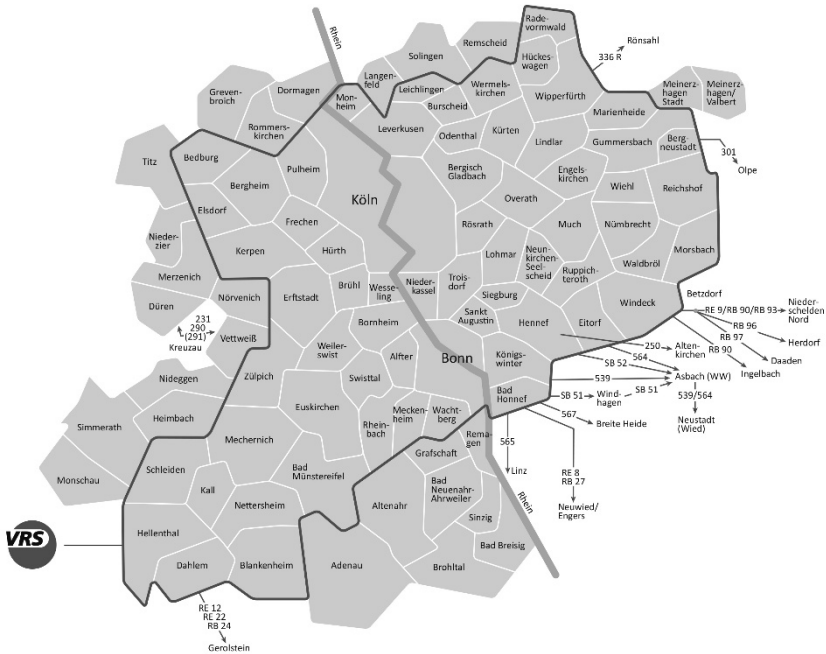 Rhein
Rade-
vormwald
Rönsahl
336 R
Solingen
Remscheid
Hückes-
wagen
Meinerz-
hagen
Stadt
Meinerz-
hagen/
Valbert
Langen-
feld
Leichlingen
Wermels-
kirchen
Wipperfürth
Grevenbroich
Dormagen
Mon-
heim
Burscheid
Marienheide
Rommers-
kirchen
Leverkusen
Odenthal
Kürten
Lindlar
Gummersbach
Berg-
neustadt
301
Olpe
Titz
Bedburg
Pulheim
Bergisch
Gladbach
Engels-
kirchen
Bergheim
Wiehl
Reichshof
Köln
Overath
Elsdorf
Frechen
Rösrath
Much
Nümbrecht
Nieder-
zier
Kerpen
Hürth
Lohmar
Neun-
kirchen-
Seel-
scheid
Morsbach
Waldbröl
Merzenich
Ruppich-
teroth
Düren
Nörvenich
Erftstadt
Brühl
Wesse-
ling
Nieder-
kassel
Trois-
dorf
Siegburg
Windeck
Betzdorf
RE 9/RB 90/RB 93
Nieder-
schelden
Nord
231
290
(291)
Kreuzau
Vettweiß
Bornheim
Sankt
Augustin
Hennef
Eitorf
RB 96
Herdorf
RB 97
Daaden
RB 90
Ingelbach
Weiler-
swist
Alfter
Bonn
Königs-
winter
250
Alten-
kirchen
564
SB 52
Nideggen
Zülpich
Swisttal
539
Asbach (WW)
Bad
Honnef
SB 51
Wind-
hagen
SB 51
539/564
Neustadt
(Wied)
Simmerath
Heimbach
Euskirchen
Rhein-
bach
Mecken-
heim
Wacht-
berg
567
Breite Heide
Mechernich
Rema-
gen
565
Linz
Grafschaft
Monschau
Schleiden
Bad
Münstereifel
RE 8
RB 27
Neuwied/
Engers
Kall
Bad
Neuenahr-
Ahrweiler
Rhein
Nettersheim
Altenahr
Sinzig
VRS
Hellenthal
Bad Breisig
Dahlem
Blankenheim
Adenau
Brohltal
RE 12
RE 22
RB 24
Gerolstein